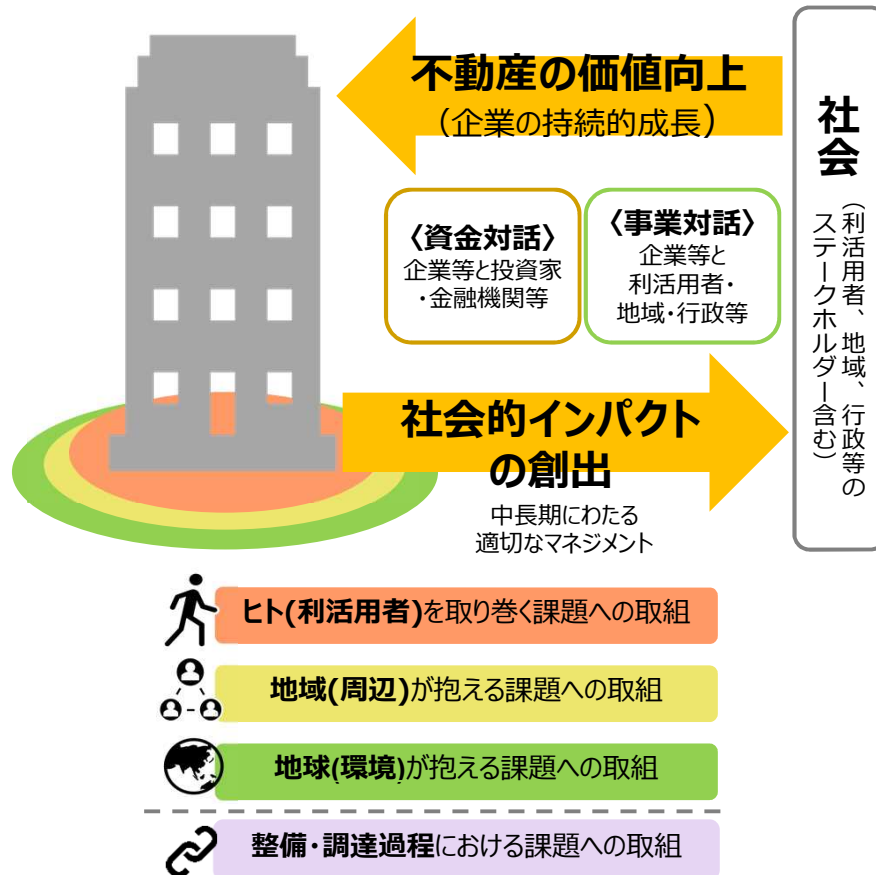 不動産の価値向上
（企業の持続的成長）
〈資金対話〉
企業等と投資家
・金融機関等
〈事業対話〉
企業等と
利活用者・
地域・行政等
社会
（利活用者、地域、行政等の
ステークホルダー含む）
社会的インパクト
の創出
中長期にわたる
適切なマネジメント
ヒト(利活用者)を取り巻く課題への取組
地域(周辺)が抱える課題への取組
地球(環境)が抱える課題への取組
整備・調達過程における課題への取組